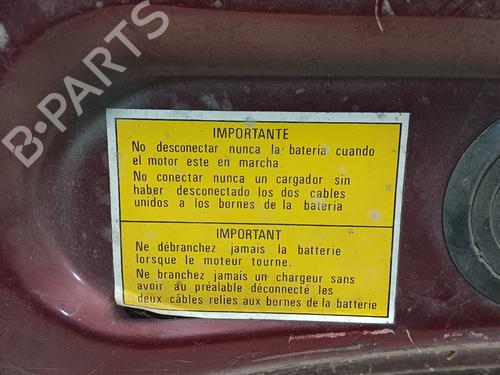 B-PARTS
IMPORTANTE
No desconectar nunca la bateria cuando
el motor este en marcha.
No conectar nunca un cargador sin
haber desconectado los dos cables
unidos a los bornes de la bateria
IMPORTANT
Ne débranchez jamais la batterie
lorsque le moteur tourne.
Ne branchez jamais un chargeur sans
avoir au préalable déconnecté les
deux câbles relies aux bornes de la batterie